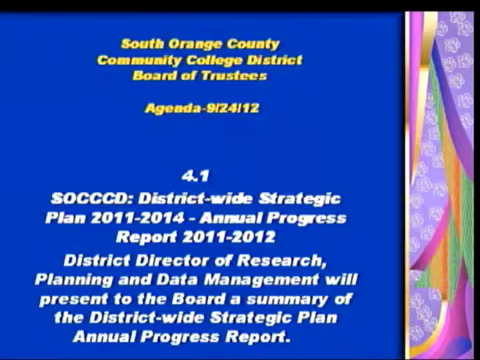 South Orange County
Community College District
Board of Trustees
Agenda-9/24/12
4.1
SOCCCD: District-wide Strategic
Plan 2011-2014 - Annual Progress
Report 2011-2012
District Director of Research,
Planning and Data Management will
present to the Board a summary of
the District-wide Strategic Plan
Annual Progress Report.